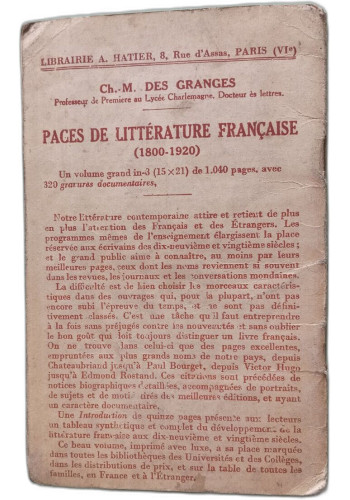 LIBRAIRIE A. HATIER, 8, Rue d'Assas, PARIS (VIe)
Ch.-M. DES GRANGES
Professeur de Premiere au Lycée Charlemagne, Docteur ès lettres.
PAGES DE LITTÉRATURE FRANÇAISE
(1800-1920)
Un volume grand in-8 (15×21) de 1.040 pages, avec
320 gravures documentaires,
Notre littérature contemporaine attire et retient de plus
en plus l'attention des Français et des Étrangers. Les
programmes mêmes de l'enseignement élargissent la place
réservée aux écrivains des dix-neuvième et vingtième siècles ;
et le grand public aime à connaître, au moins par leurs
meilleures pages, ceux dont les noms reviennent si souvent
dans les revues, les journaux et les conversations mondaines.
La difficulté est de bien choisir les morceaux caractéris-
tiques dans des ouvrages qui, pour la plupart, n'ont pas
encore subi l'épreuve du temps, et ne sont pas défini-
tivement classés. C'est une tâche qu'il faut entreprendre
à la fois sans préjugés contre les nouveautés et sans oublier
le bon goût qui doit toujours distinguer un livre français.
On ne trouve dans celui-ci que des pages excellentes,
empruntées aux plus grands noms de notre pays, depuis
Chateaubriand jusqu'à Paul Bourget, depuis Victor Hugo
jusqu'à Edmond Rostand. Ces citations sont précédées de
notices biographiques détaillées, accompagnées de portraits,
de sujets et de motifs tirés des meilleures éditions, et ayant
un caractère documentaire.
Une Introduction de quinze pages présente aux lecteurs
un tableau synthétique et complet du développement de la
littérature française aux dix-neuvième et vingtième siècles.
Ce beau volume, imprimé avec luxe, a sa place marquée
dans toutes les bibliothèques des Universités et des Collèges,
dans les distributions de prix, et sur la table de toutes les
familles, en France et à l'Étranger.